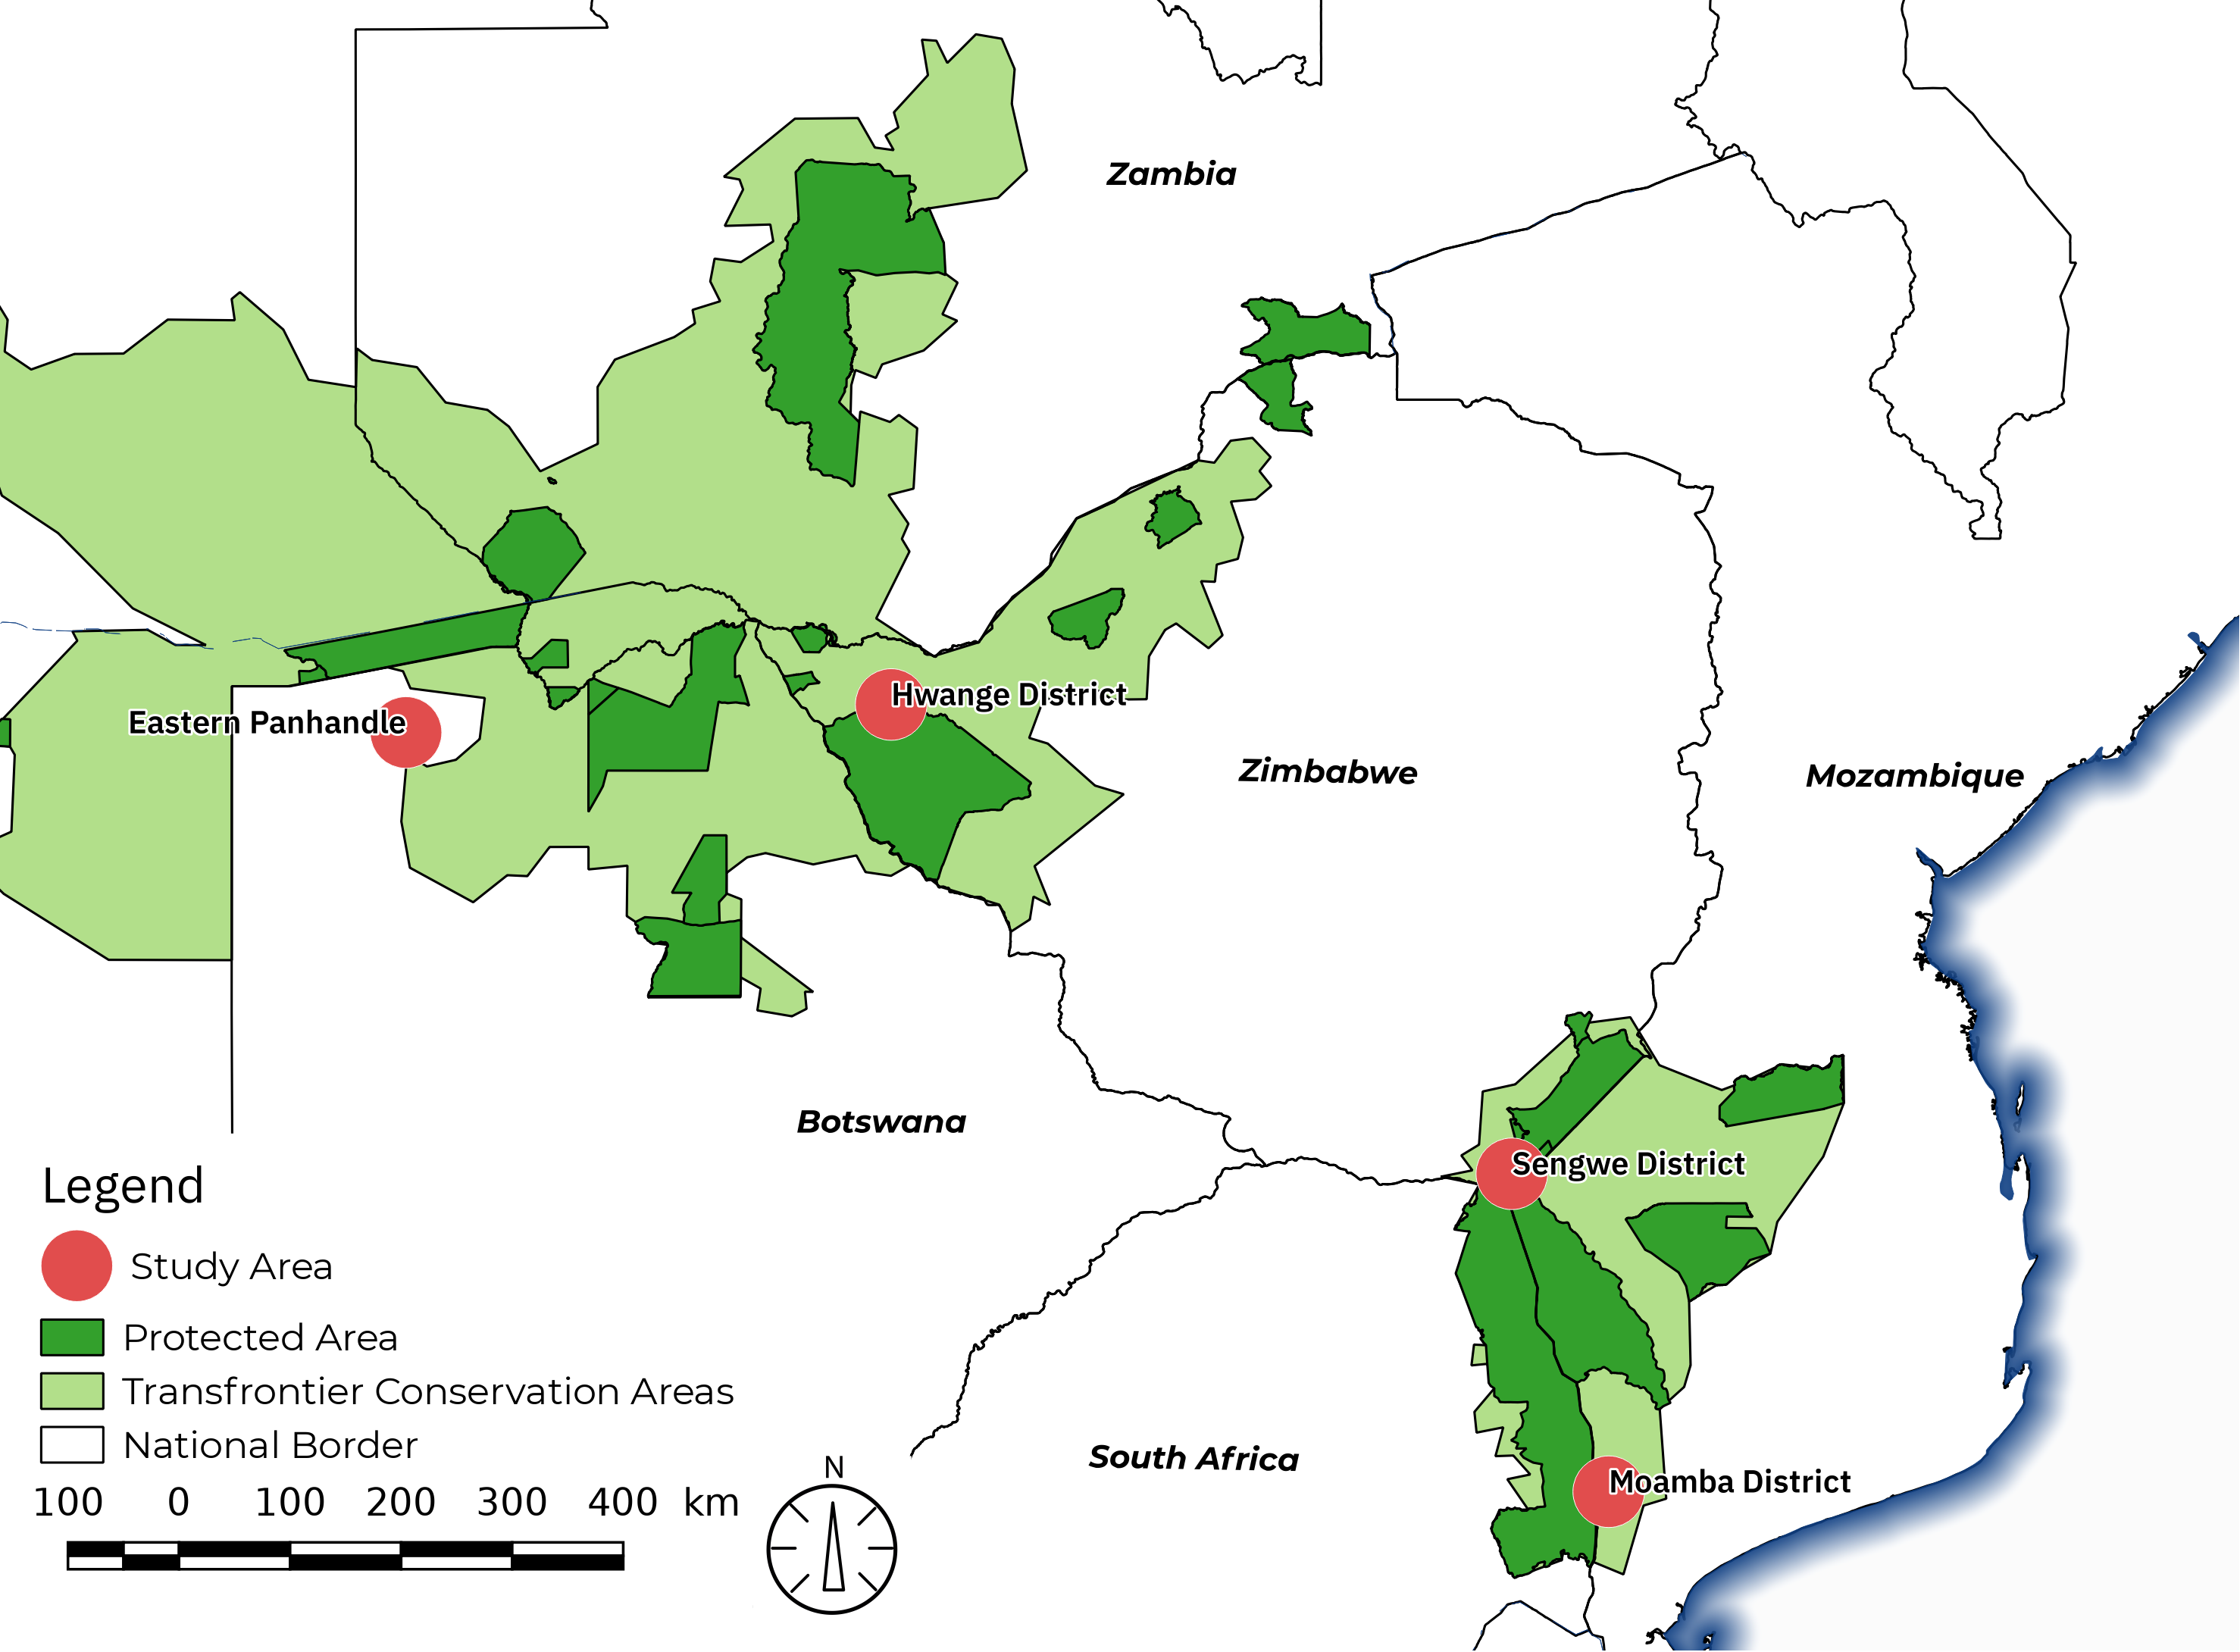 Zambia
Hwange District
Eastern Panhandle
Zimbabwe
Mozambique
Botswana
Sengwe District
Legend
Study Area
Protected Area
Transfrontier Conservation Areas
National Border
South Africa
Moamba District
N
100 0 100 200 300 400 km